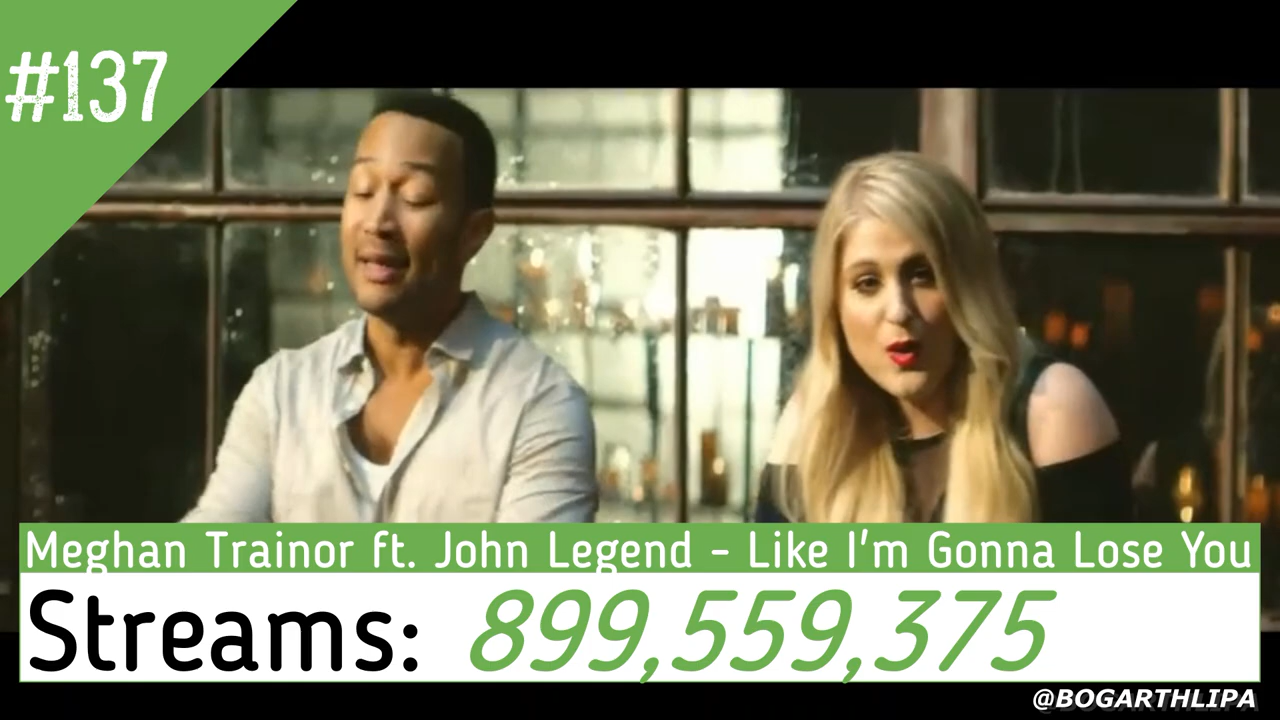 #137
Meghan Trainor ft. John Legend - Like I'm Gonna Lose You
Streams: 899,559,375
@BOGARTHLIPA